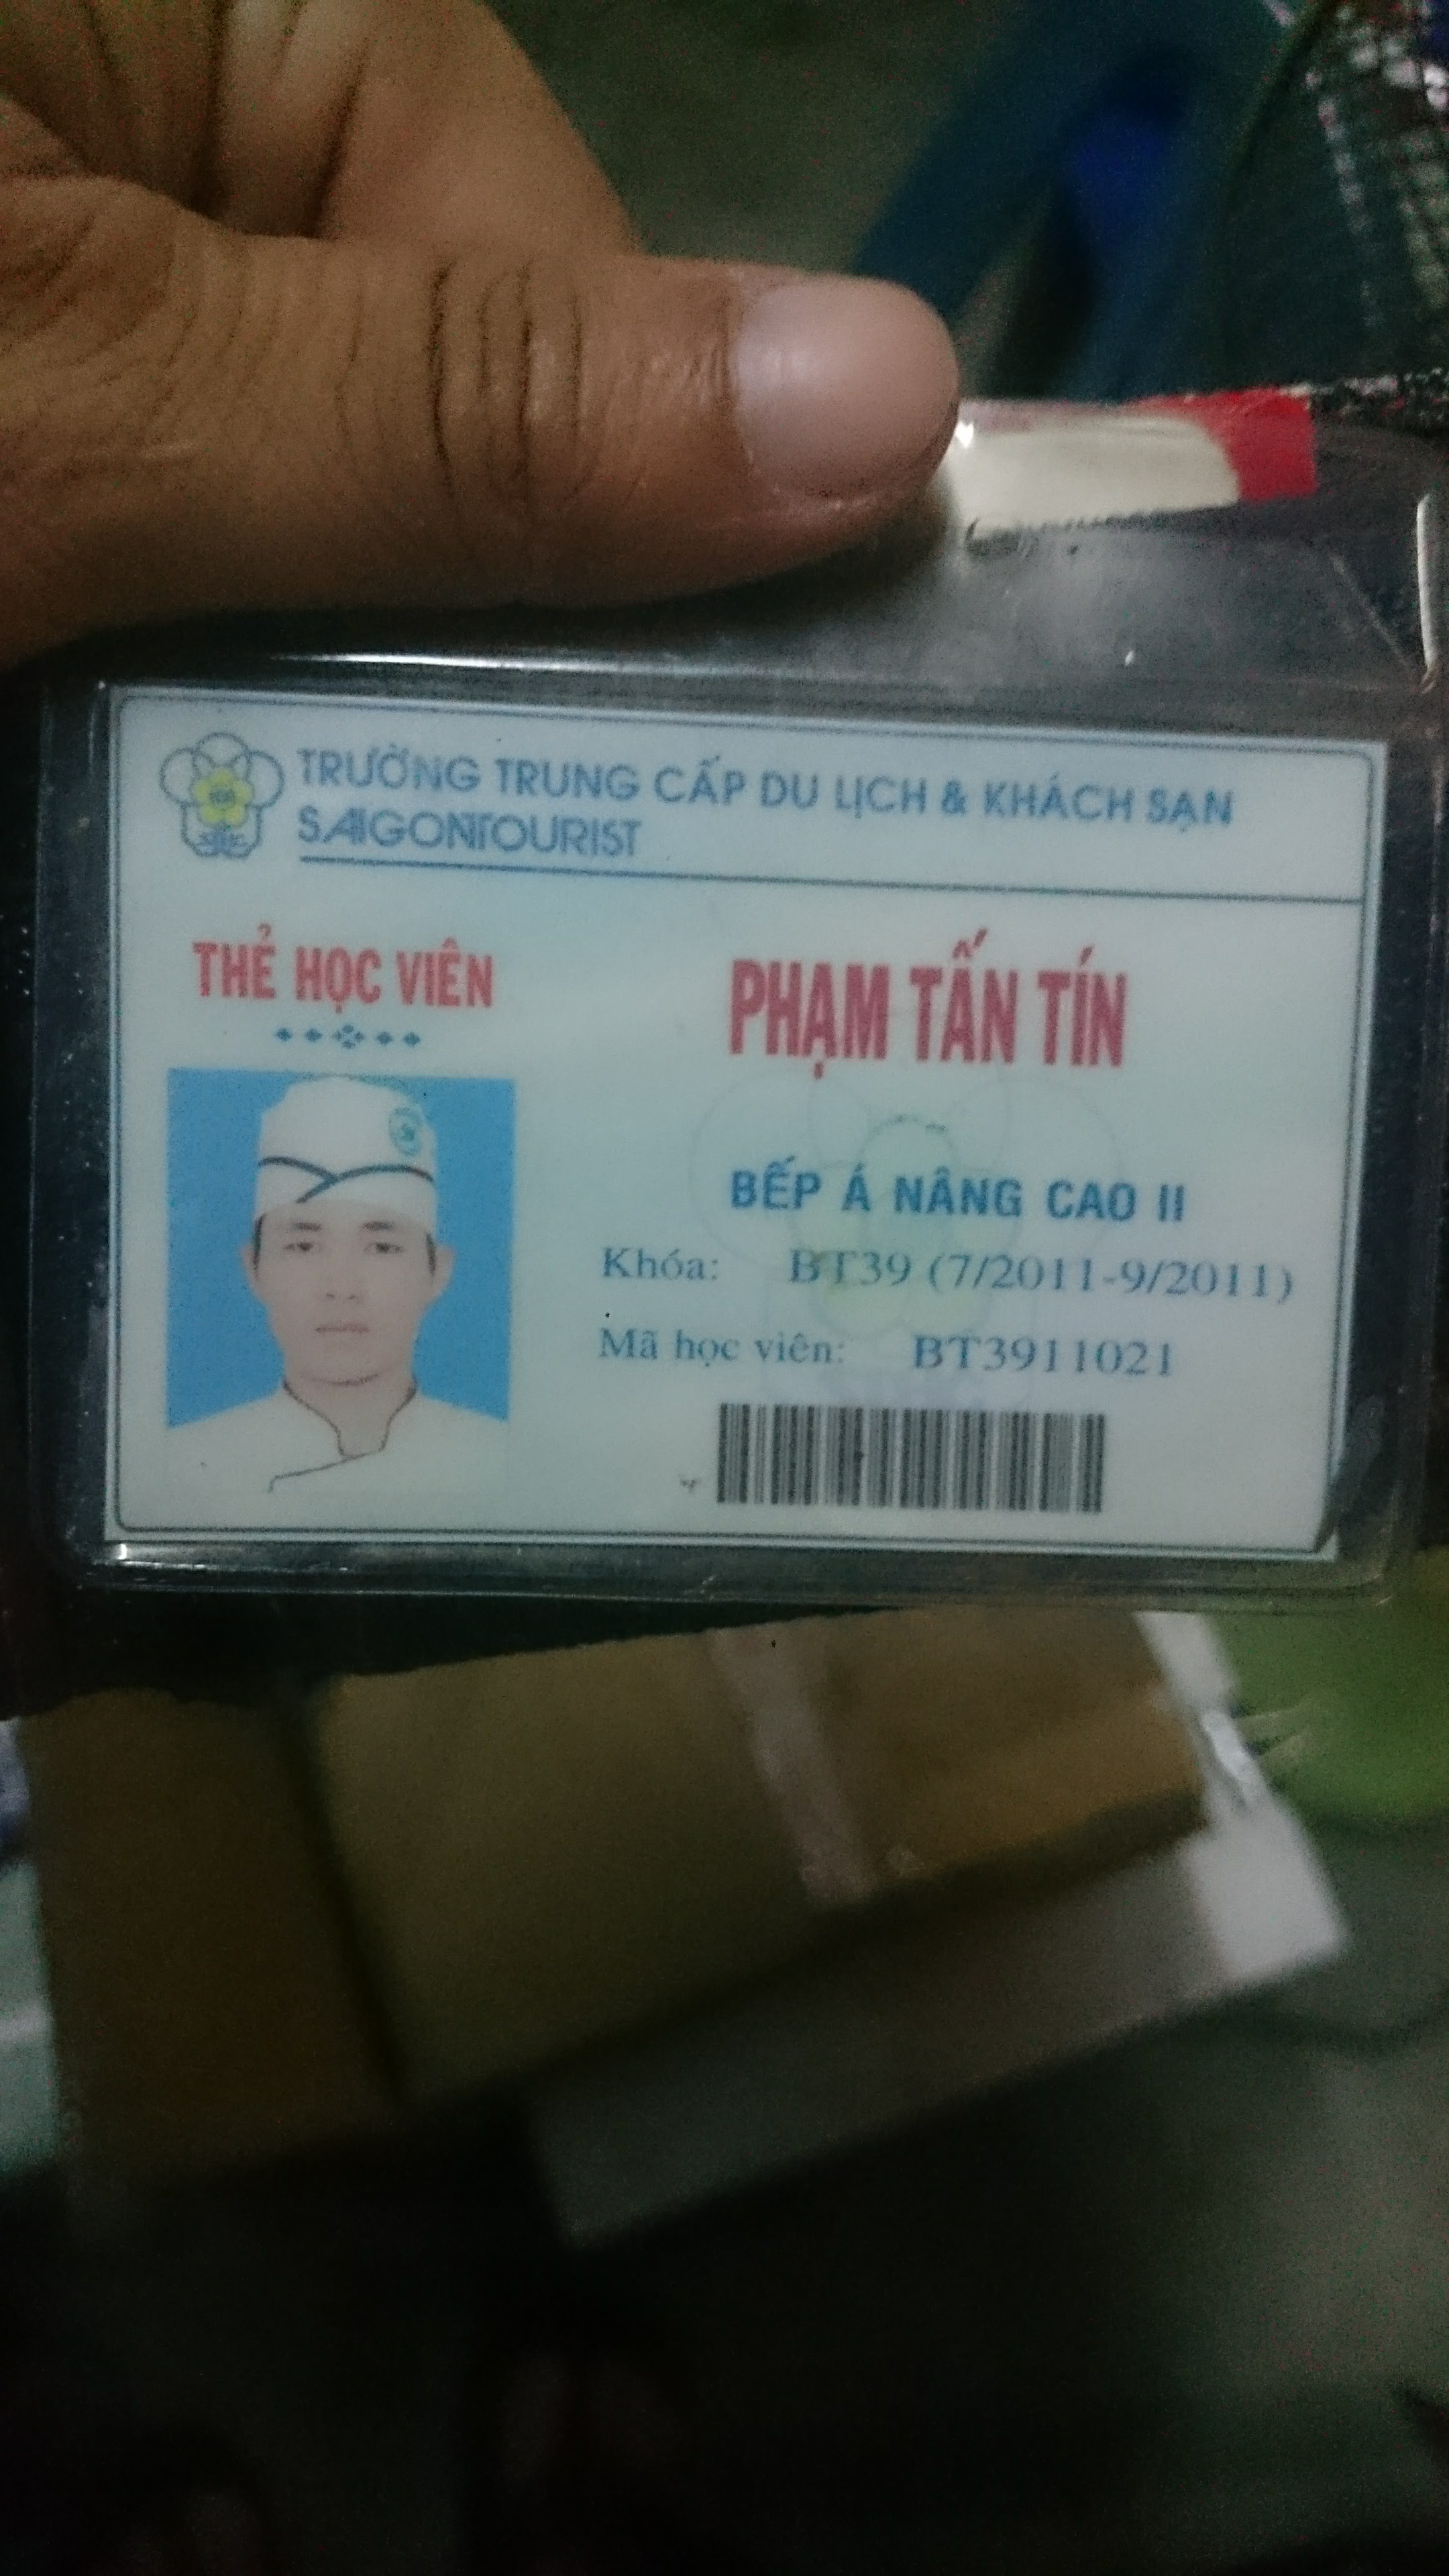 TRƯỜNG TRUNG CẤP DU LỊCH & KHÁCH SẠN
SAIGONTOURIST
THẺ HỌC VIÊN
PHẠM TẤN TÍN
BẾP Á NÂNG CAO II
Khóa: BT39 (7/2011-9/2011)
Mã học viên: BT3911021